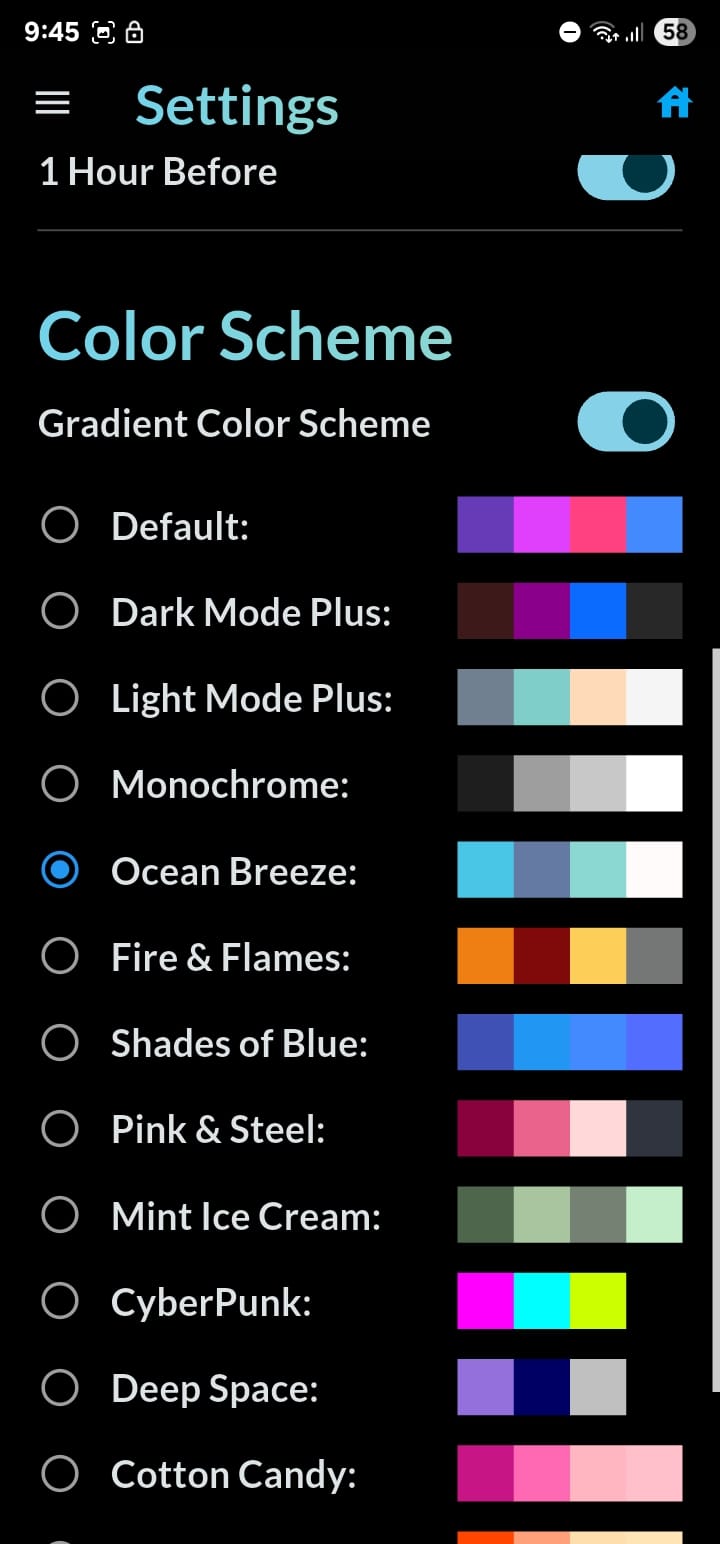 9:45
58
Settings
1 Hour Before
Color Scheme
Gradient Color Scheme
Default:
Dark Mode Plus:
Light Mode Plus:
Monochrome:
Ocean Breeze:
Fire & Flames:
Shades of Blue:
Pink & Steel:
Mint Ice Cream:
CyberPunk:
Deep Space:
Cotton Candy: